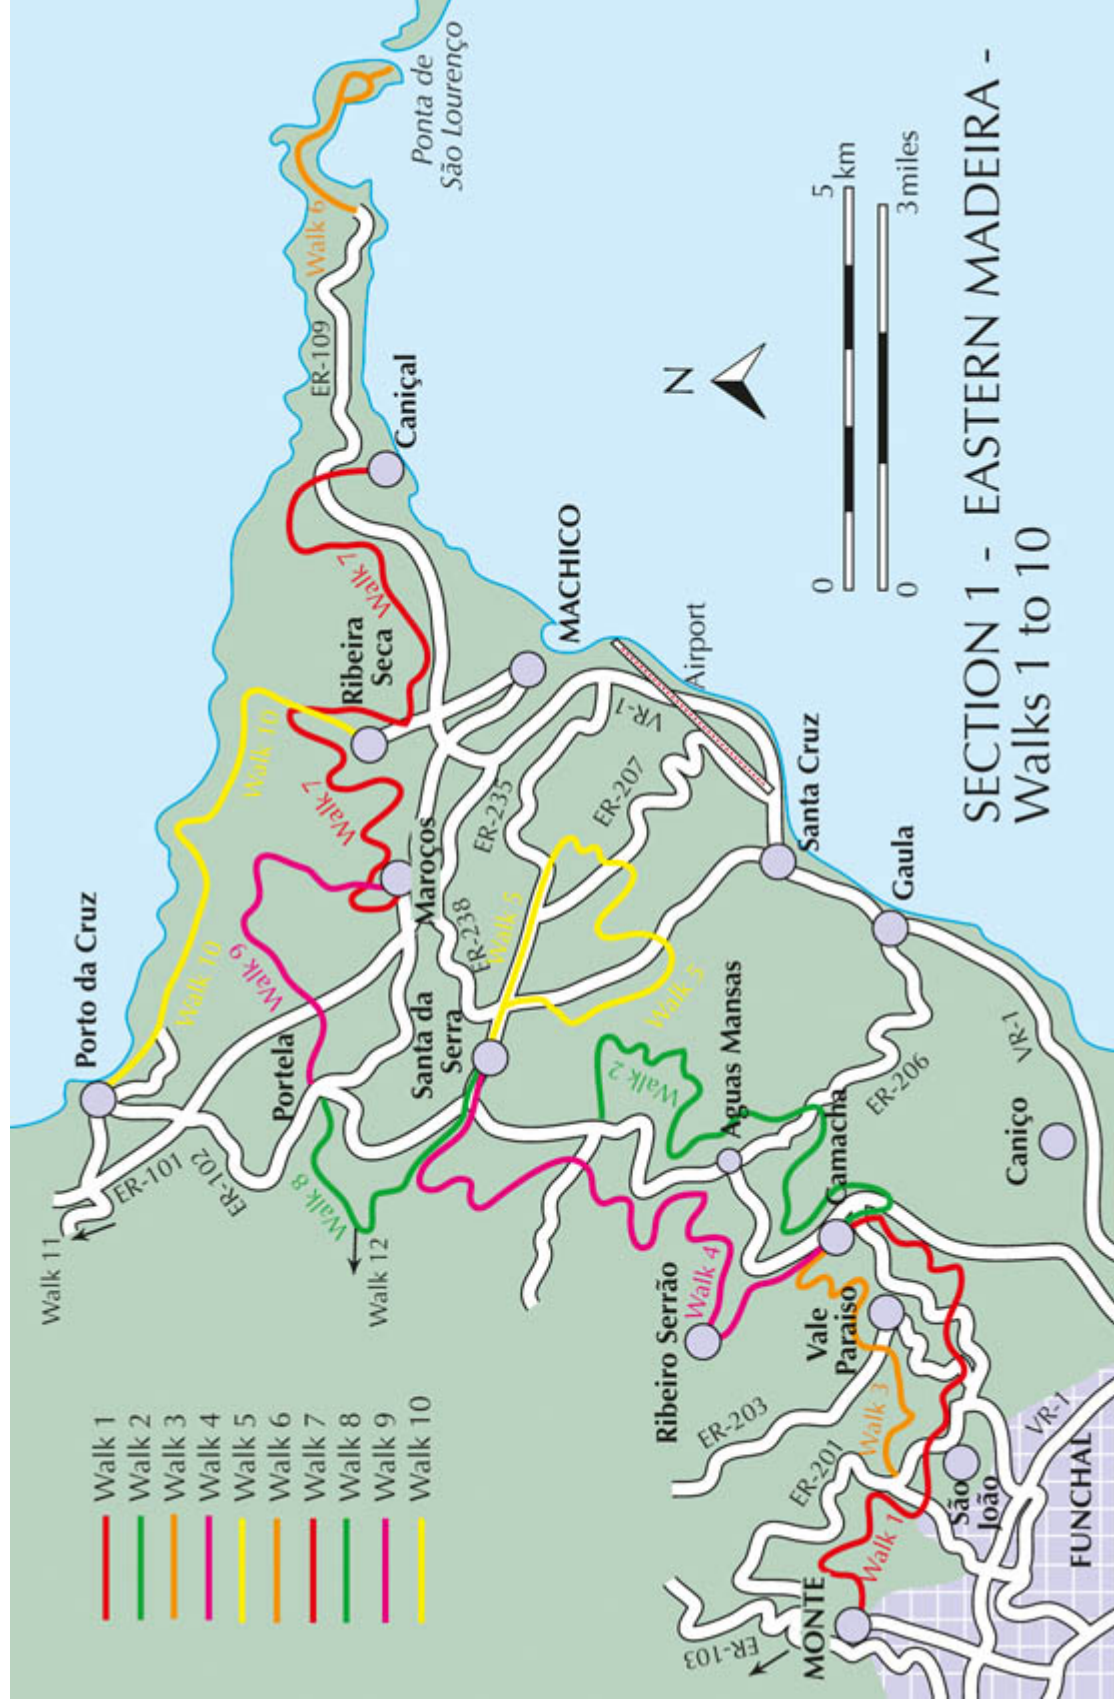 Walk 1
Walk 2
Walk 3
Walk 4
Walk 5
Walk 6
Walk 7
Walk 8
Walk 9
Walk 10
Walk 11
ER-101
ER-102
Porto da Cruz
Walk 10
Walk 10
Walk 12
Walk 8
Portela
Walk 9
Walk 7
Ribeira
Seca
Walk 7
ER-109
Walk 6
Ponta de
São Lourenço
Caniçal
Maroços
MACHICO
Santa da
Serra
ER-238
ER-235
Walk 5
ER-207
VR-1
Airport
Walk 5
Walk 2
Aguas Mansas
Santa Cruz
Gaula
ER-206
VR-1
Camacha
Caniço
Ribeiro Serrão
Walk 4
Vale
Paraiso
ER-203
ER-201
Walk 3
ER-103
MONTE
Walk 1
São
João
VR-1
FUNCHAL
N
0
5
km
0
3 miles
SECTION 1 - EASTERN MADEIRA -
Walks 1 to 10